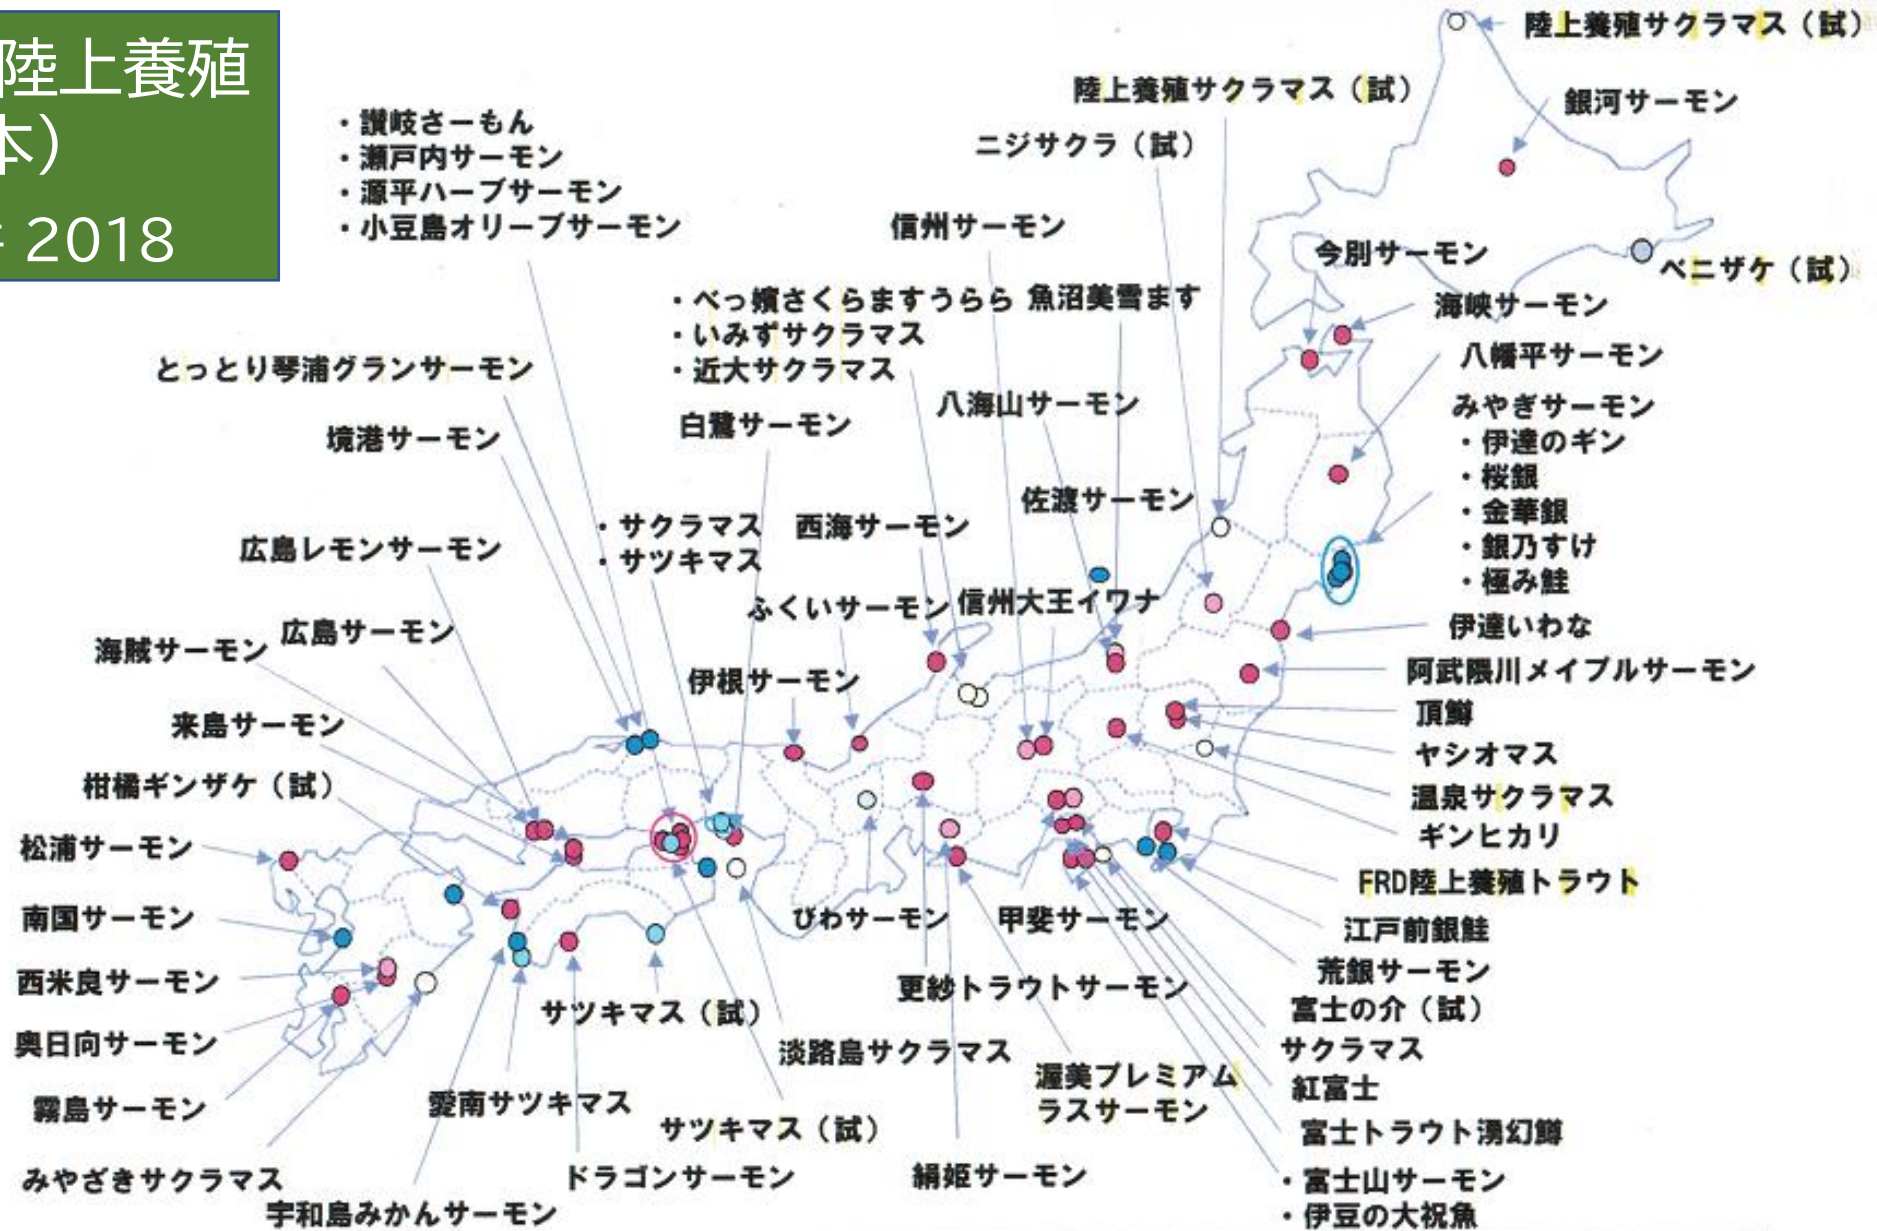 陸上養殖
本）
2018
陸上養殖サクラマス（試）
陸上養殖サクラマス（試）
銀河サーモン
・讃岐さーもん
・瀬戸内サーモン
・源平ハーブサーモン
・小豆島オリーブサーモン
ニジサクラ（試）
信州サーモン
今別サーモン
ベニザケ（試）
・べっ嬪さくらますうらら
・いみずサクラマス
・近大サクラマス
魚沼美雪ます
海峡サーモン
とっとり琴浦グランサーモン
八幡平サーモン
境港サーモン
白鷺サーモン
八海山サーモン
みやぎサーモン
・伊達のギン
・桜銀
・金華銀
・銀乃すけ
・極み鮭
佐渡サーモン
・サクラマス
・サツキマス
西海サーモン
広島レモンサーモン
ふくいサーモン
信州大王イワナ
伊達いわな
海賊サーモン
広島サーモン
伊根サーモン
阿武隈川メイプルサーモン
来島サーモン
頂鱒
ヤシオマス
柑橘ギンザケ（試）
温泉サクラマス
ギンヒカリ
松浦サーモン
FRD陸上養殖トラウト
南国サーモン
びわサーモン
甲斐サーモン
江戸前銀鮭
荒銀サーモン
西米良サーモン
更紗トラウトサーモン
富士の介（試）
サツキマス（試）
奥日向サーモン
淡路島サクラマス
サクラマス
渥美プレミアム
ラスサーモン
紅富士
霧島サーモン
愛南サツキマス
サツキマス（試）
富士トラウト湧幻鱒
みやざきサクラマス
ドラゴンサーモン
絹姫サーモン
・富士山サーモン
・伊豆の大祝魚
宇和島みかんサーモン